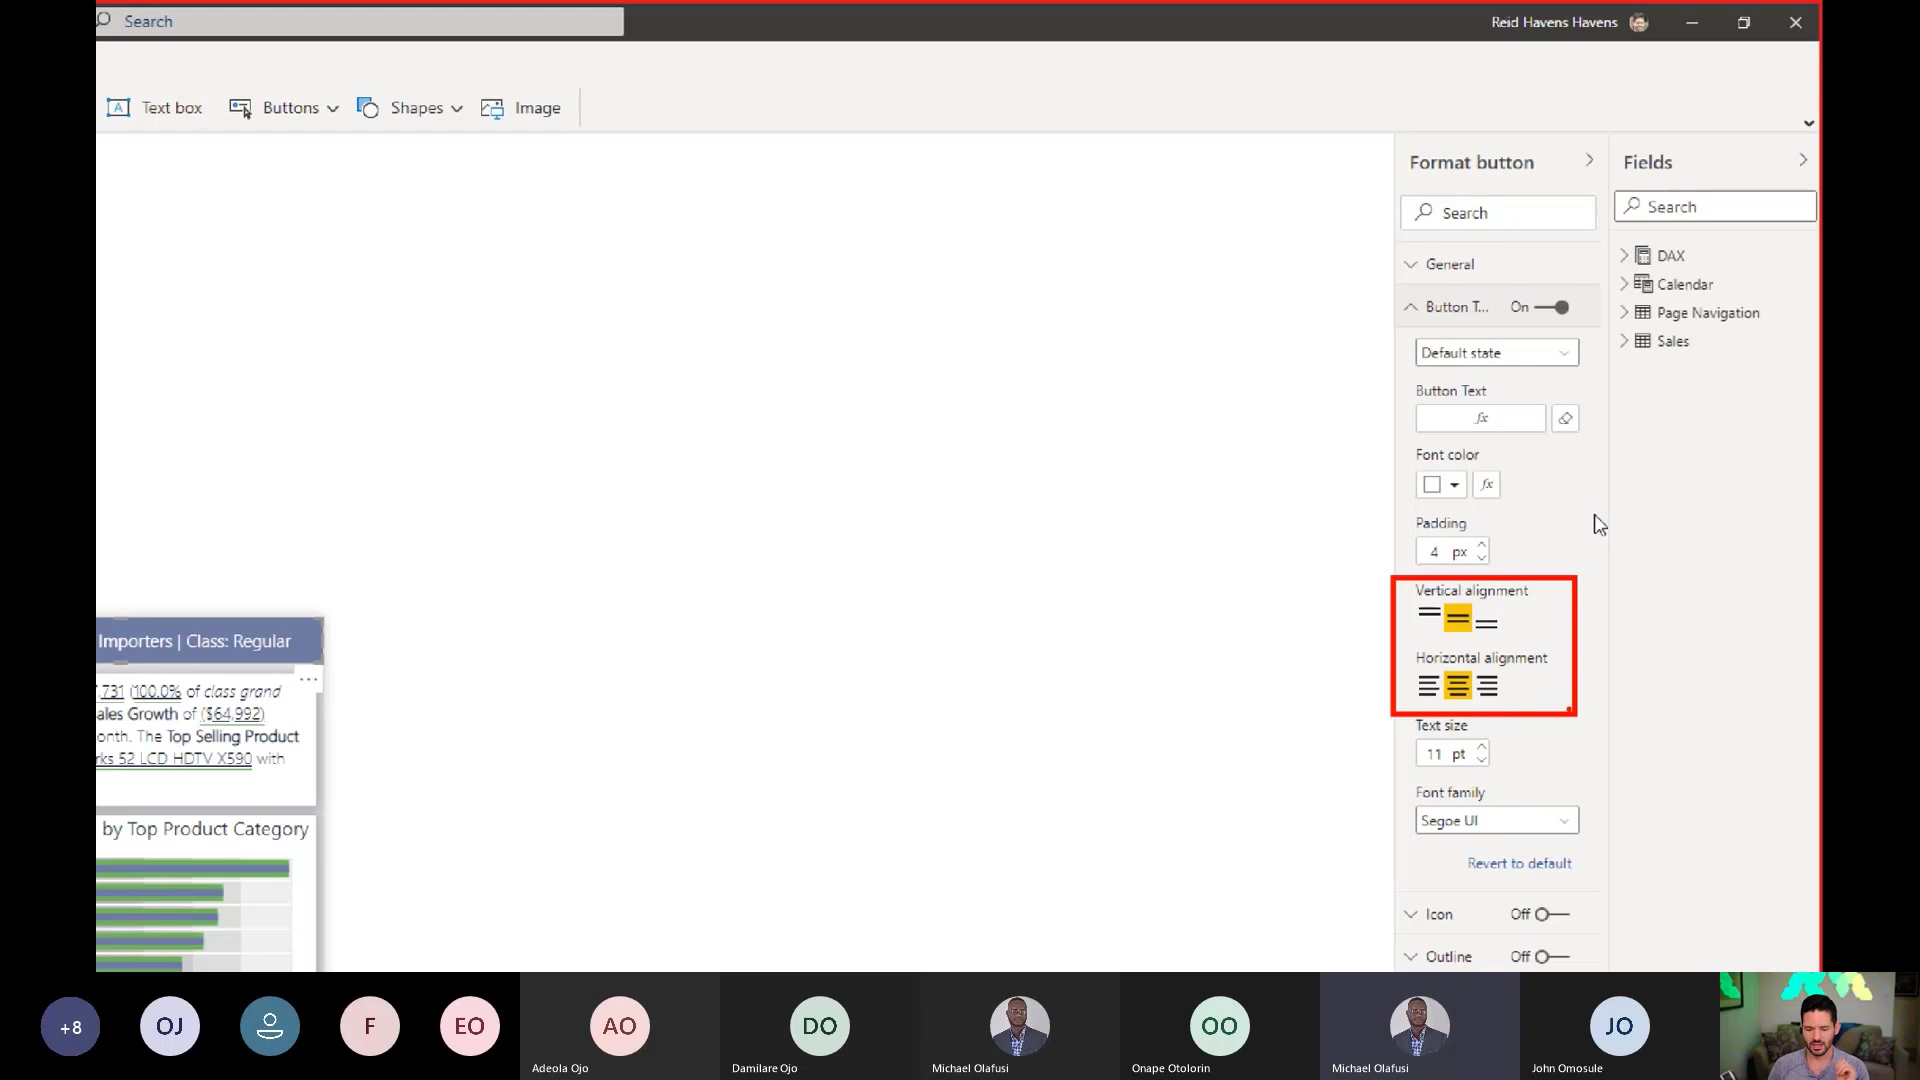 Search
Reid Havens Havens
Text box
Buttons
Shapes
Image
Format button
Fields
Search
Search
General
DAX
Calendar
Button T... On
Page Navigation
Sales
Default state
Button Text
fx
Font color
fx
Padding
4 px
Vertical alignment
Horizontal alignment
Text size
11 pt
Font family
Segoe UI
Revert to default
Icon Off
Outline Off
Importers | Class: Regular
,731 (100.0% of class grand
ales Growth of ($64,992)
onth. The Top Selling Product
rks 52 LCD HDTV X590 with
by Top Product Category
+8
OJ
F
EO
AO
DO
OO
JO
Adeola Ojo
Damilare Ojo
Michael Olafusi
Onape Otolorin
Michael Olafusi
John Omosule